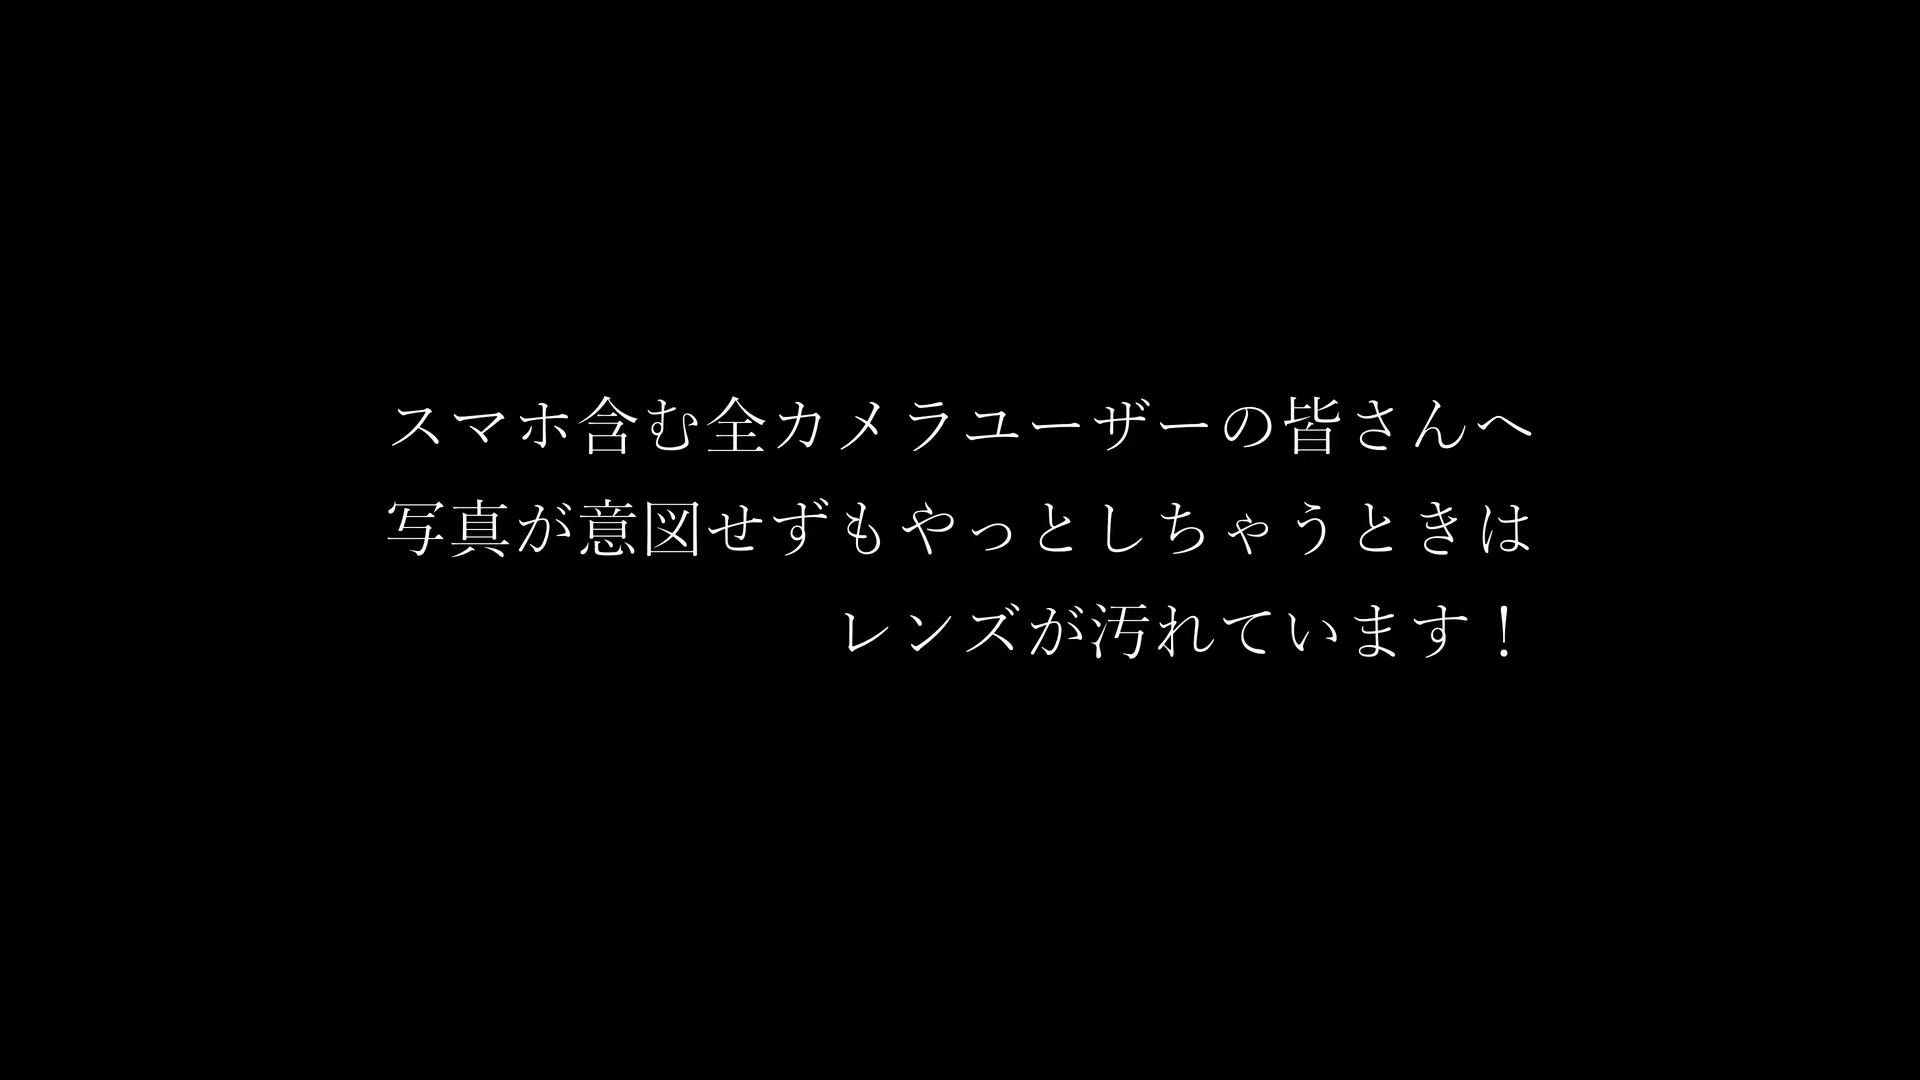 スマホ含む全カメラユーザーの皆さんへ
写真が意図せずもやっとしちゃうときは
レンズが汚れています！